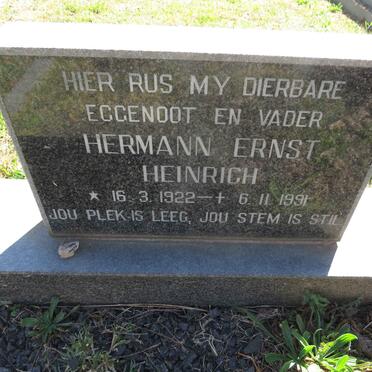 HIER RUS MY DIERBARE
EGGENOOT EN VADER
HERMANN ERNST
HEINRICH
* 16.3.1922 – † 6.11.1991
JOU PLEK IS LEEG, JOU STEM IS STIL